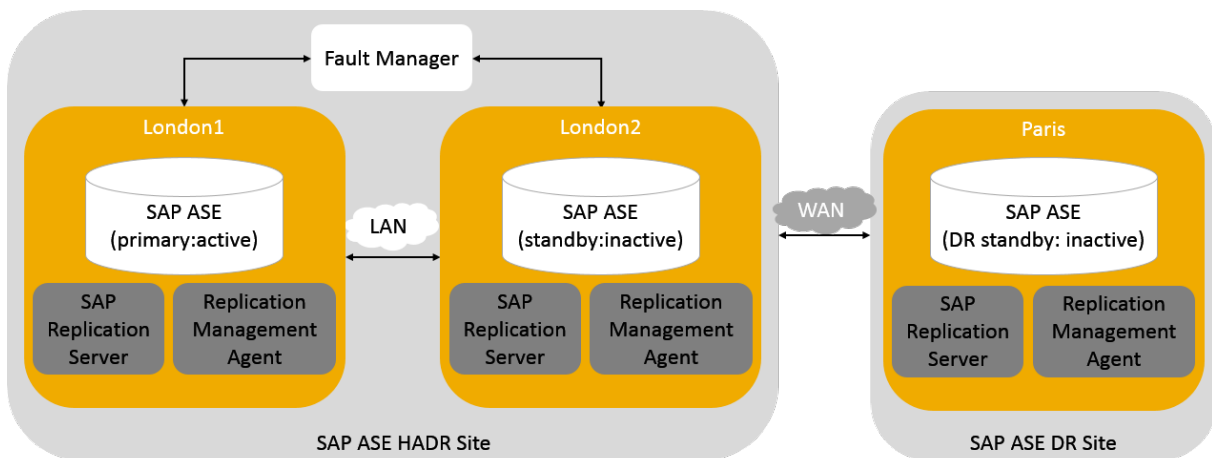 Fault Manager
London1
London2
Paris
SAP ASE
(primary:active)
LAN
SAP ASE
(standby:inactive)
WAN
SAP ASE
(DR standby: inactive)
SAP
Replication
Server
Replication
Management
Agent
SAP
Replication
Server
Replication
Management
Agent
SAP
Replication
Server
Replication
Management
Agent
SAP ASE HADR Site
SAP ASE DR Site